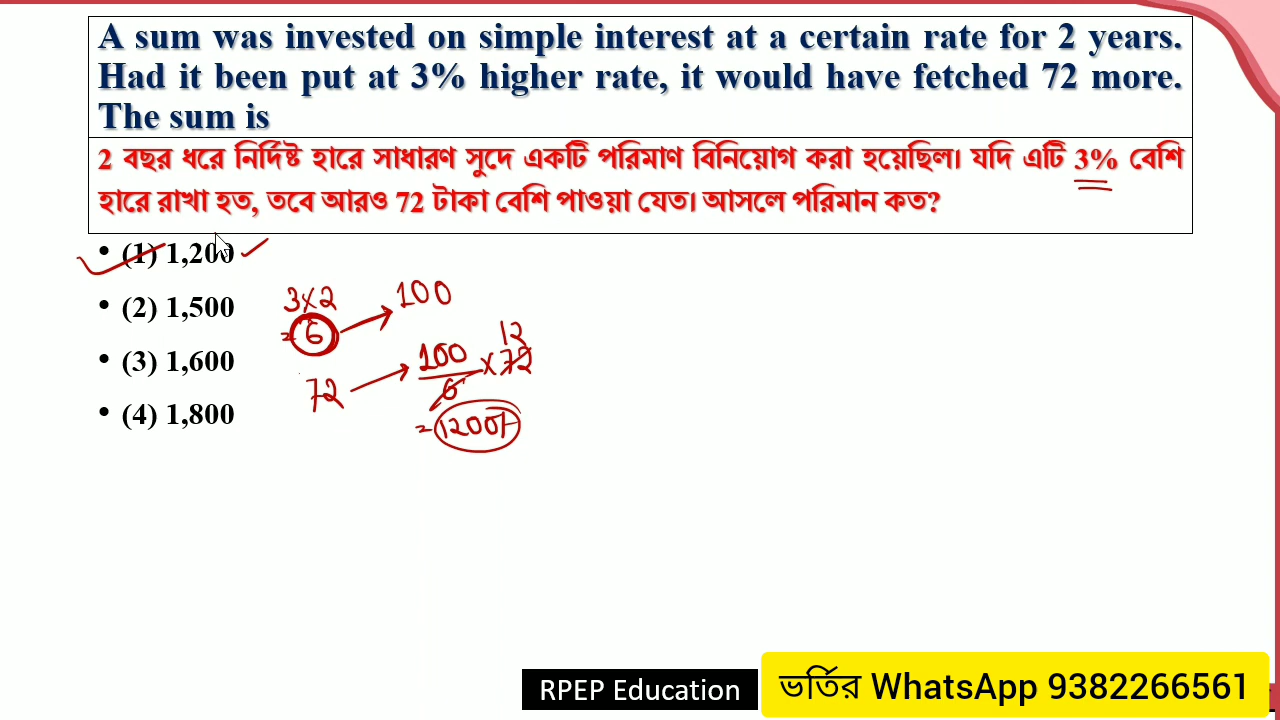 A sum was invested on simple interest at a certain rate for 2 years.
Had it been put at 3% higher rate, it would have fetched 72 more.
The sum is
2 বছর ধরে নির্দিষ্ট হারে সাধারণ সুদে একটি পরিমাণ বিনিয়োগ করা হয়েছিল। যদি এটি 3% বেশি
হারে রাখা হত, তবে আরও 72 টাকা বেশি পাওয়া যেত। আসলে পরিমান কত?
• (1) 1,200
• (2) 1,500
• (3) 1,600
• (4) 1,800
3×2
= 6 → 100
72 → 100/6 × 72
12
= 1200/-
RPEP Education
ভর্তির WhatsApp 9382266561